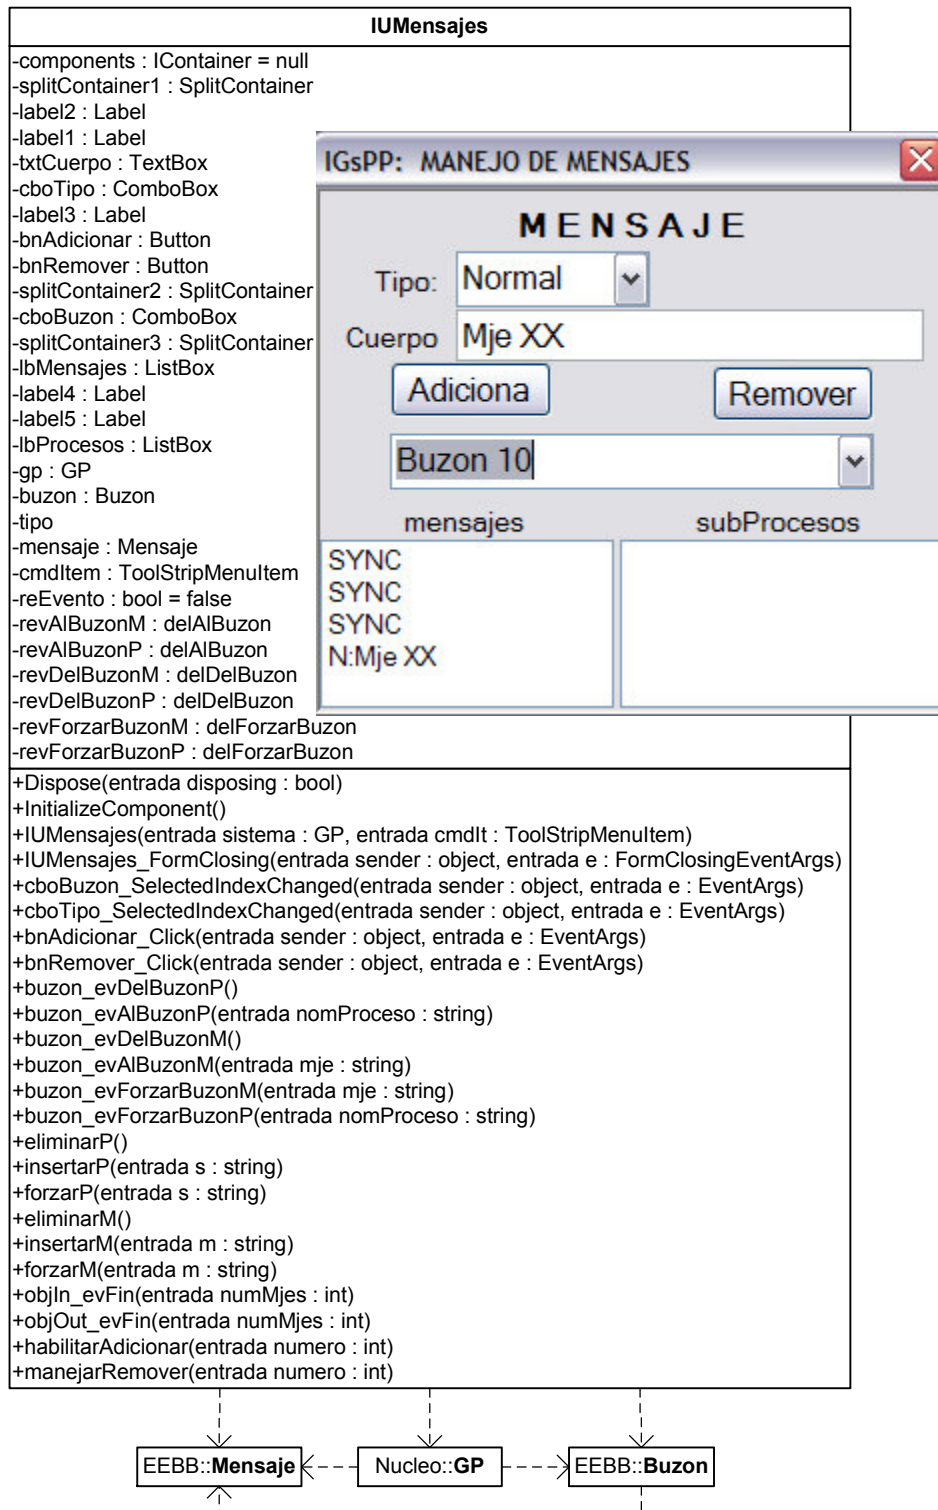 IUMensajes
-components : IContainer = null
-splitContainer1 : SplitContainer
-label2 : Label
-label1 : Label
-txtCuerpo : TextBox
-cboTipo : ComboBox
-label3 : Label
-bnAdicionar : Button
-bnRemover : Button
-splitContainer2 : SplitContainer
-cboBuzon : ComboBox
-splitContainer3 : SplitContainer
-lbMensajes : ListBox
-label4 : Label
-label5 : Label
-lbProcesos : ListBox
-gp : GP
-buzon : Buzon
-tipo
-mensaje : Mensaje
-cmdItem : ToolStripMenuItem
-reEvento : bool = false
-revAlBuzonM : delAlBuzon
-revAlBuzonP : delAlBuzon
-revDelBuzonM : delDelBuzon
-revDelBuzonP : delDelBuzon
-revForzarBuzonM : delForzarBuzon
-revForzarBuzonP : delForzarBuzon
IGsPP: MANEJO DE MENSAJES
MENSAJE
Tipo: Normal
Cuerpo Mje XX
Adiciona Remover
Buzon 10
mensajes subProcesos
SYNC
SYNC
SYNC
N:Mje XX
+Dispose(entrada disposing : bool)
+InitializeComponent()
+IUMensajes(entrada sistema : GP, entrada cmdIt : ToolStripMenuItem)
+IUMensajes_FormClosing(entrada sender : object, entrada e : FormClosingEventArgs)
+cboBuzon_SelectedIndexChanged(entrada sender : object, entrada e : EventArgs)
+cboTipo_SelectedIndexChanged(entrada sender : object, entrada e : EventArgs)
+bnAdicionar_Click(entrada sender : object, entrada e : EventArgs)
+bnRemover_Click(entrada sender : object, entrada e : EventArgs)
+buzon_evDelBuzonP()
+buzon_evAlBuzonP(entrada nomProceso : string)
+buzon_evDelBuzonM()
+buzon_evAlBuzonM(entrada mje : string)
+buzon_evForzarBuzonM(entrada mje : string)
+buzon_evForzarBuzonP(entrada nomProceso : string)
+eliminarP()
+insertarP(entrada s : string)
+forzarP(entrada s : string)
+eliminarM()
+insertarM(entrada m : string)
+forzarM(entrada m : string)
+objIn_evFin(entrada numMjes : int)
+objOut_evFin(entrada numMjes : int)
+habilitarAdicionar(entrada numero : int)
+manejarRemover(entrada numero : int)
EEBB::Mensaje Nucleo::GP EEBB::Buzon